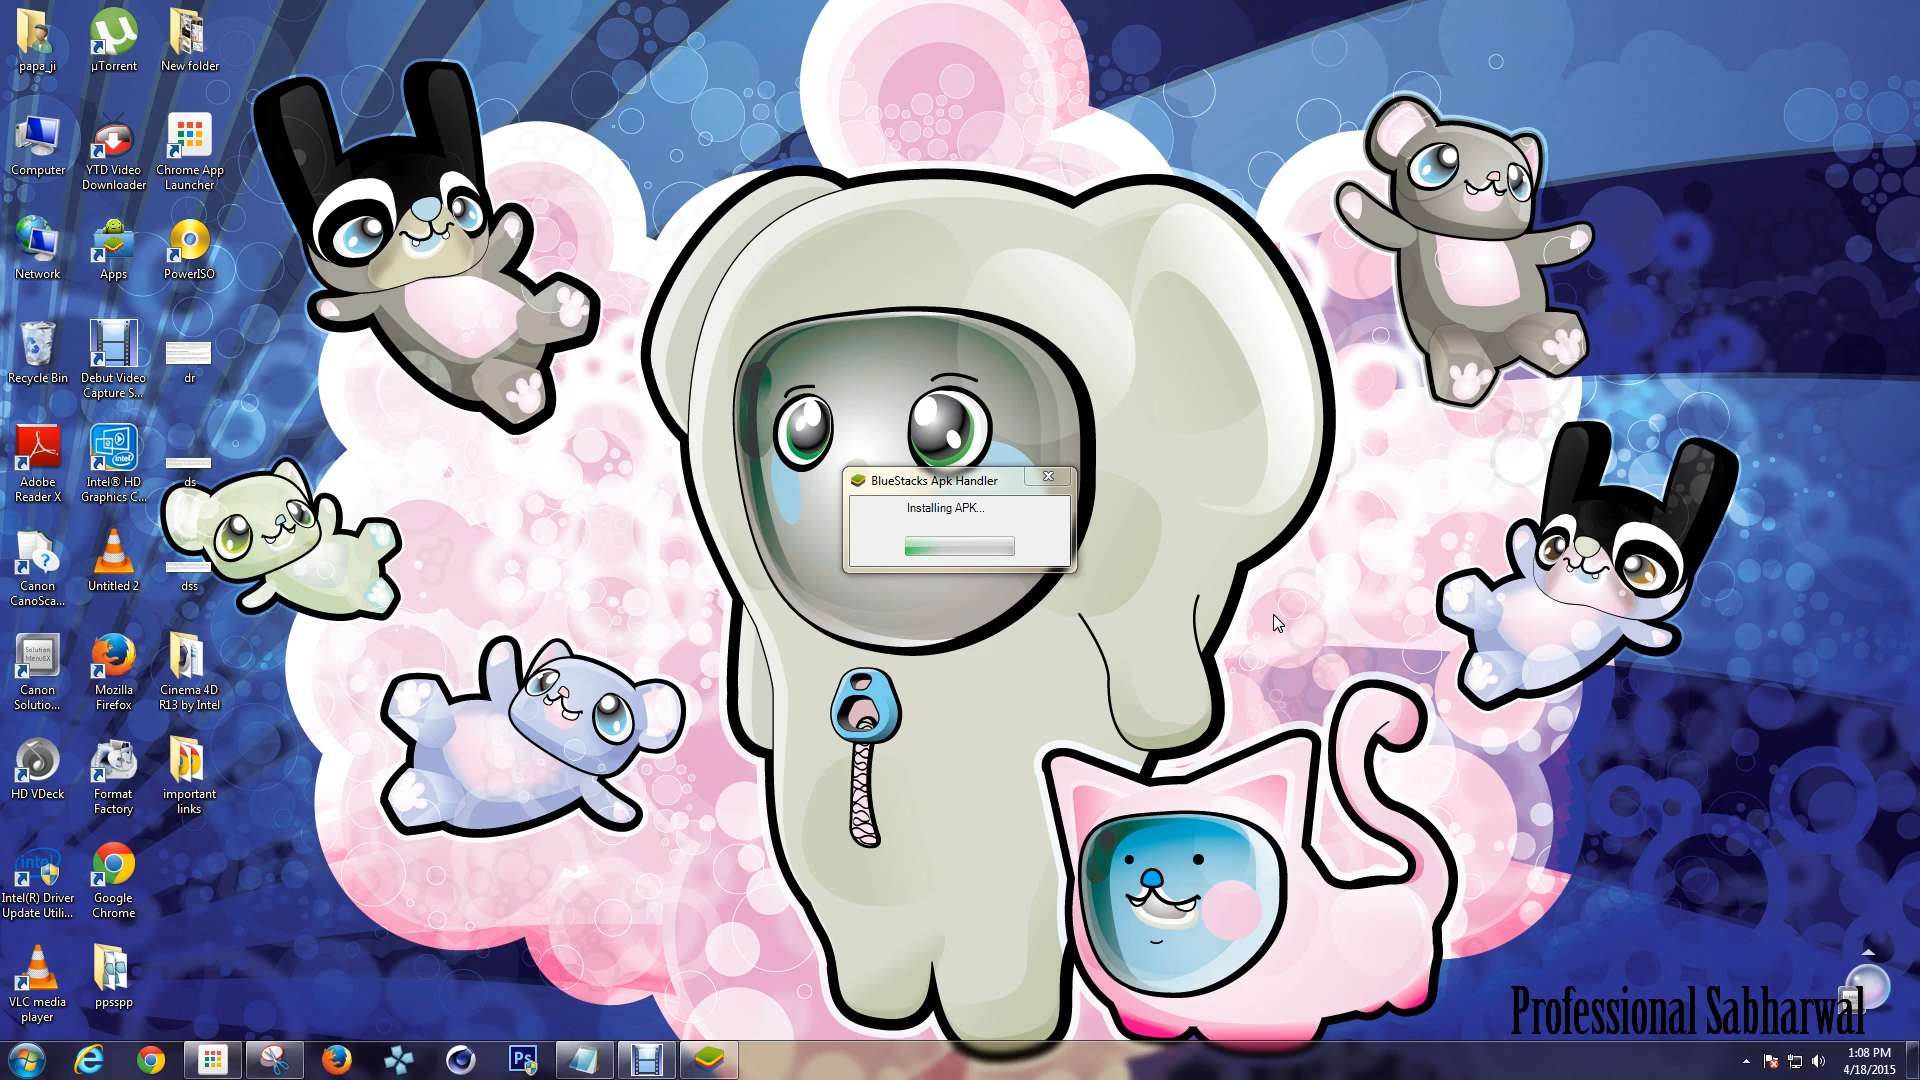 papa_ji
µTorrent
New folder
Computer
YTD Video
Downloader
Chrome App
Launcher
Network
Apps
PowerISO
Recycle Bin
Debut Video
Capture S...
dr
Adobe
Reader X
Intel® HD
Graphics C...
ds
Canon
CanoSca...
Untitled 2
dss
Canon
Solutio...
Mozilla
Firefox
Cinema 4D
R13 by Intel
HD VDeck
Format
Factory
important
links
Intel(R) Driver
Update Utili...
Google
Chrome
VLC media
player
ppsspp
BlueStacks Apk Handler
Installing APK...
Professional Sabharwal
Ps
1:08 PM
4/18/2015